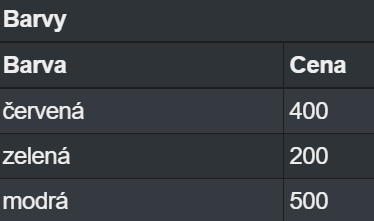 Barvy
Barva Cena
červená 400
zelená 200
modrá 500